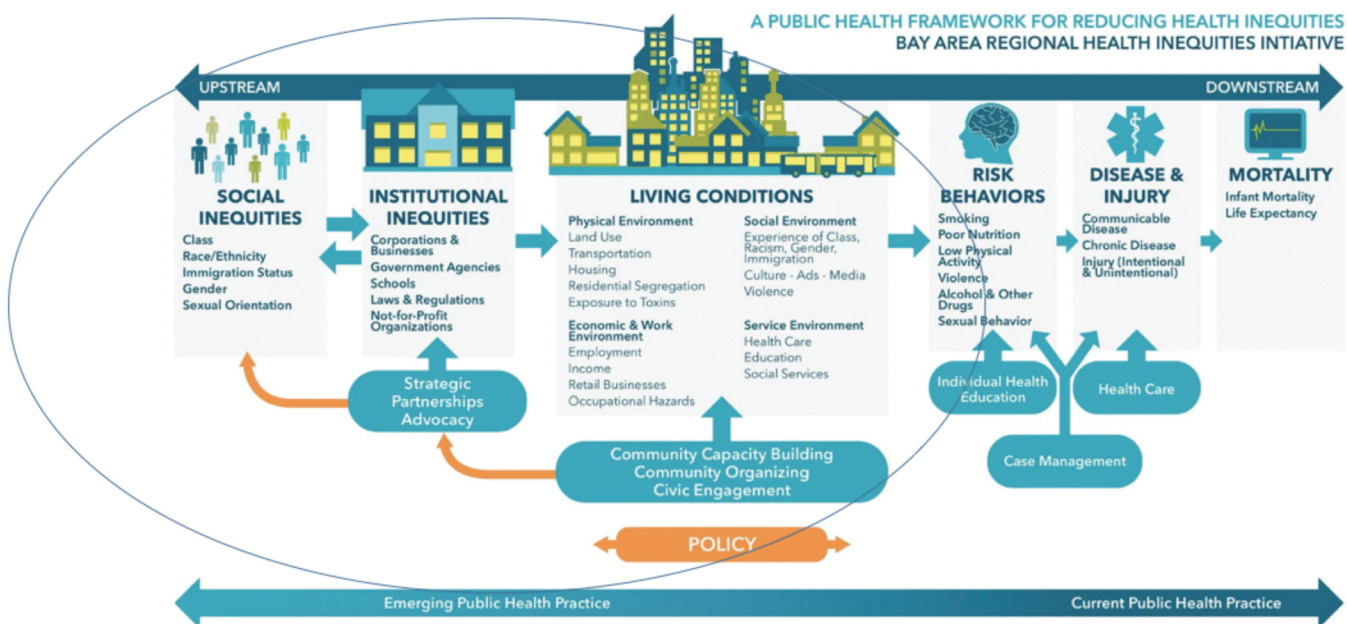 A PUBLIC HEALTH FRAMEWORK FOR REDUCING HEALTH INEQUITIES
BAY AREA REGIONAL HEALTH INEQUITIES INTIATIVE
UPSTREAM
DOWNSTREAM
SOCIAL
INEQUITIES
Class
Race/Ethnicity
Immigration Status
Gender
Sexual Orientation
INSTITUTIONAL
INEQUITIES
Corporations &
Businesses
Government Agencies
Schools
Laws & Regulations
Not-for-Profit
Organizations
LIVING CONDITIONS
Physical Environment
Land Use
Transportation
Housing
Residential Segregation
Exposure to Toxins
Economic & Work
Environment
Employment
Income
Retail Businesses
Occupational Hazards
Social Environment
Experience of Class,
Racism, Gender,
Immigration
Culture - Ads - Media
Violence
Service Environment
Health Care
Education
Social Services
RISK
BEHAVIORS
Smoking
Poor Nutrition
Low Physical
Activity
Violence
Alcohol & Other
Drugs
Sexual Behavior
DISEASE &
INJURY
Communicable
Disease
Chronic Disease
Injury (Intentional
& Unintentional)
MORTALITY
Infant Mortality
Life Expectancy
Strategic
Partnerships
Advocacy
Community Capacity Building
Community Organizing
Civic Engagement
Individual Health
Education
Health Care
Case Management
POLICY
Emerging Public Health Practice
Current Public Health Practice